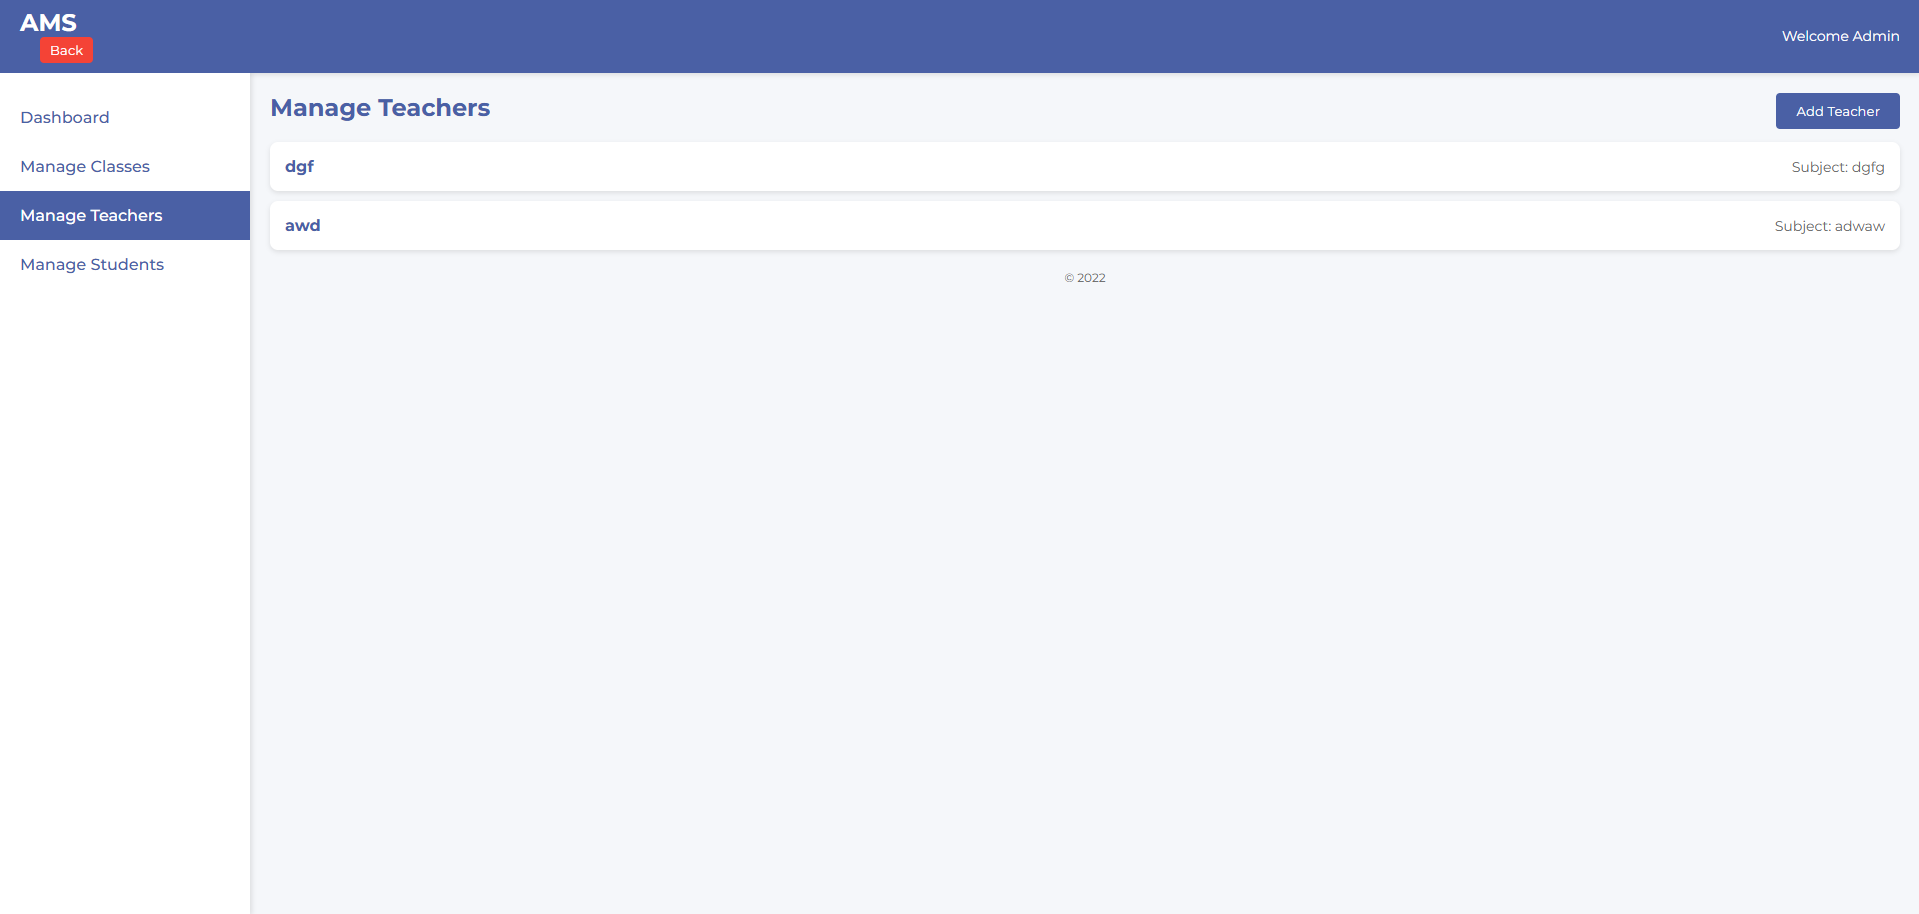 AMS
Back
Welcome Admin
Dashboard
Manage Classes
Manage Teachers
Manage Students
Manage Teachers
Add Teacher
dgf
Subject: dgfg
awd
Subject: adwaw
© 2022